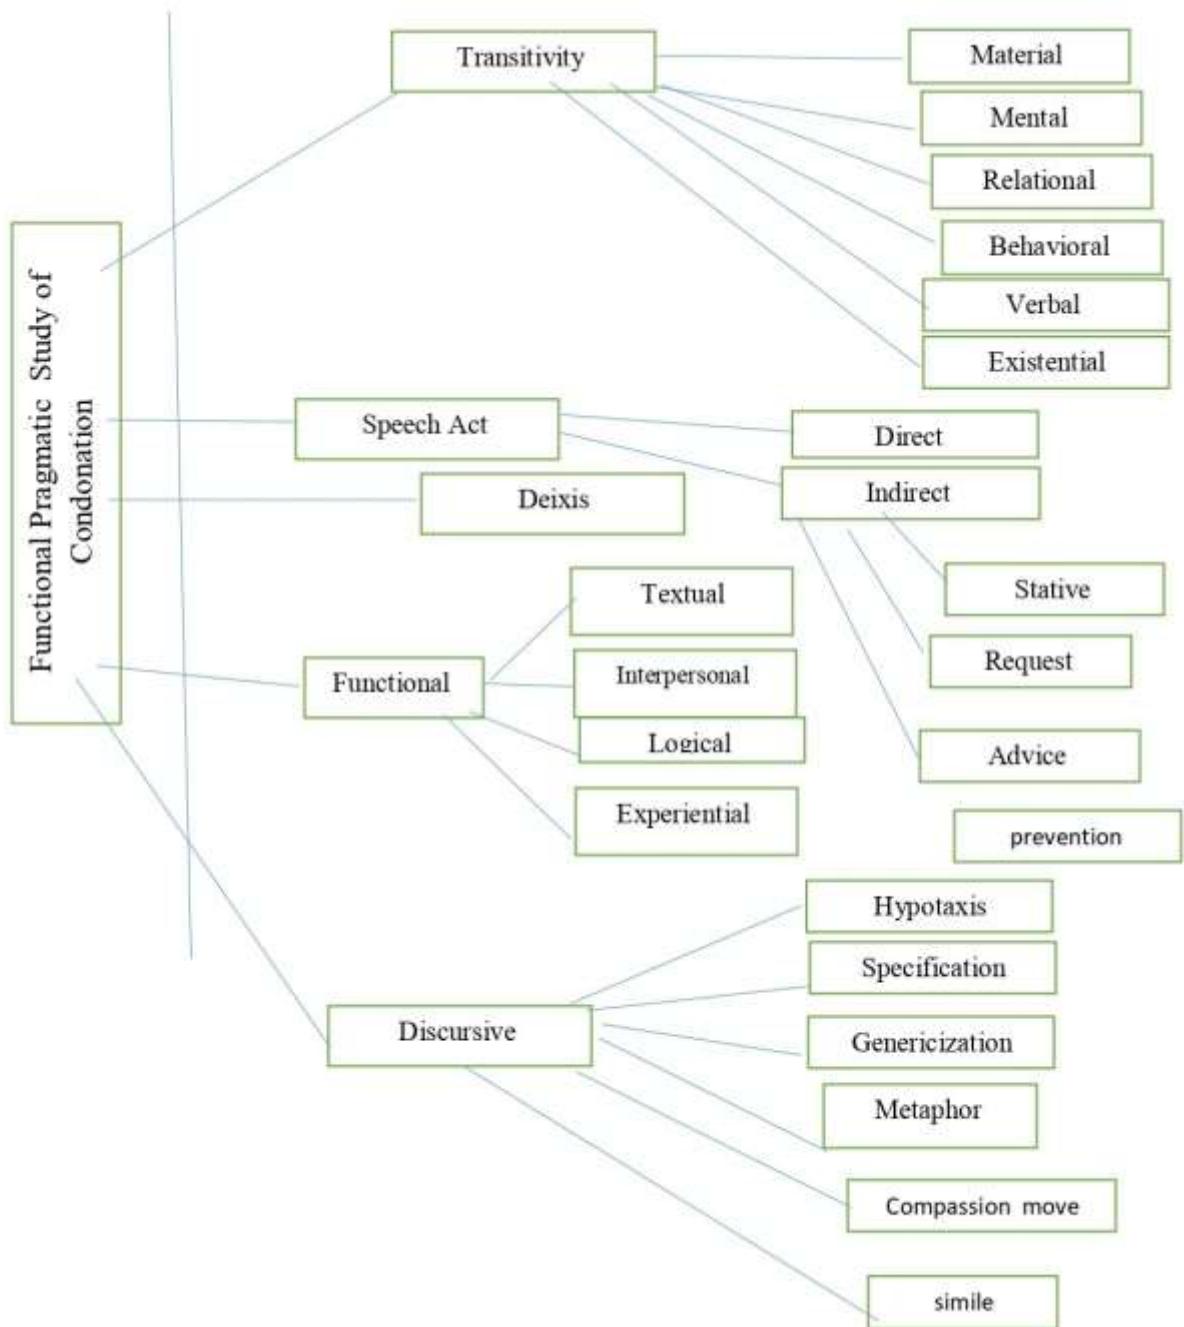 Functional Pragmatic Study of
Condonation
Transitivity
Material
Mental
Relational
Behavioral
Verbal
Existential
Speech Act
Direct
Indirect
Stative
Request
Advice
prevention
Deixis
Functional
Textual
Interpersonal
Logical
Experiential
Discursive
Hypotaxis
Specification
Genericization
Metaphor
Compassion move
simile